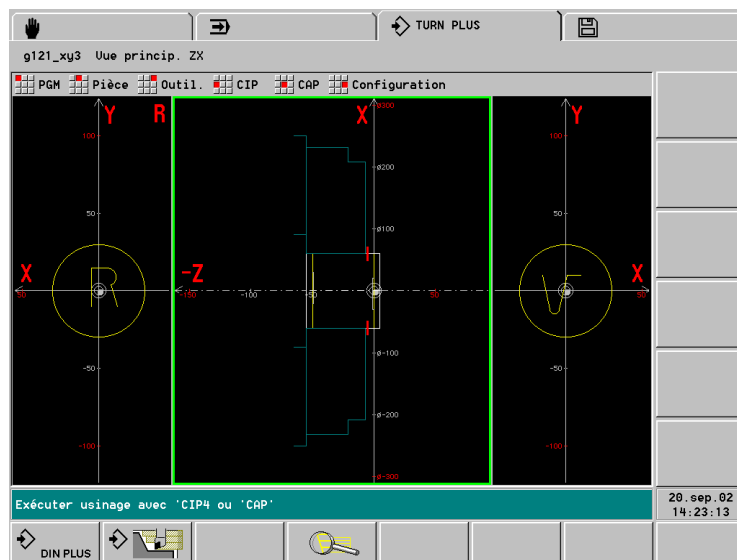 TURN PLUS
g121_xy3 Vue princip. ZX
PGM Pièce Outil. CIP CAP Configuration
Y R X Y
ø300
100 100
ø200
50 ø100 50
X -Z X
50 -150 -100 -50 50 50
R V
-50 ø-100 -50
ø-200
-100 -100
ø-300
Exécuter usinage avec 'CIP4 ou 'CAP'
20.sep.02
14:23:13
DIN PLUS